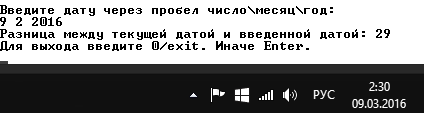 Введите дату через пробел число\месяц\год:
9 2 2016
Разница между текущей датой и введенной датой: 29
Для выхода введите 0/exit. Иначе Enter.
РУС
2:30
09.03.2016